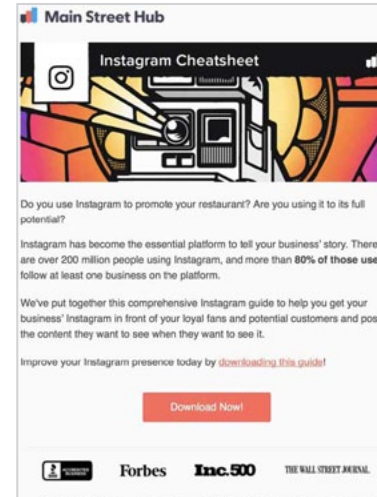 Main Street Hub
Instagram Cheatsheet
Do you use Instagram to promote your restaurant? Are you using it to its full
potential?
Instagram has become the essential platform to tell your business' story. There
are over 200 million people using Instagram, and more than 80% of those use
follow at least one business on the platform.
We've put together this comprehensive Instagram guide to help you get your
business' Instagram in front of your loyal fans and potential customers and pos
the content they want to see when they want to see it.
Improve your Instagram presence today by downloading this guide!
Download Now!
ACCREDITED BUSINESS Forbes Inc.500 THE WALL STREET JOURNAL.